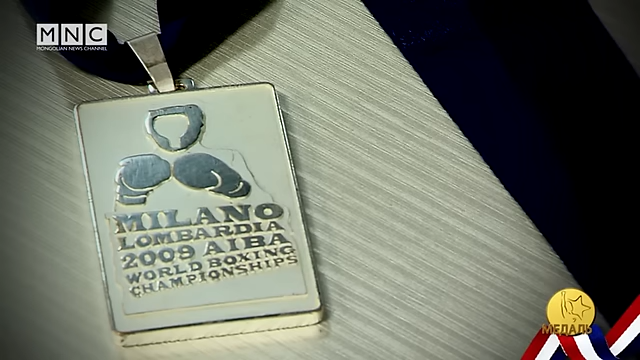 MNC
MONGOLIAN NEWS CHANNEL
MILANO
LOMBARDIA
2009 AIBA
WORLD BOXING
CHAMPIONSHIPS
МЕДАЛЬ